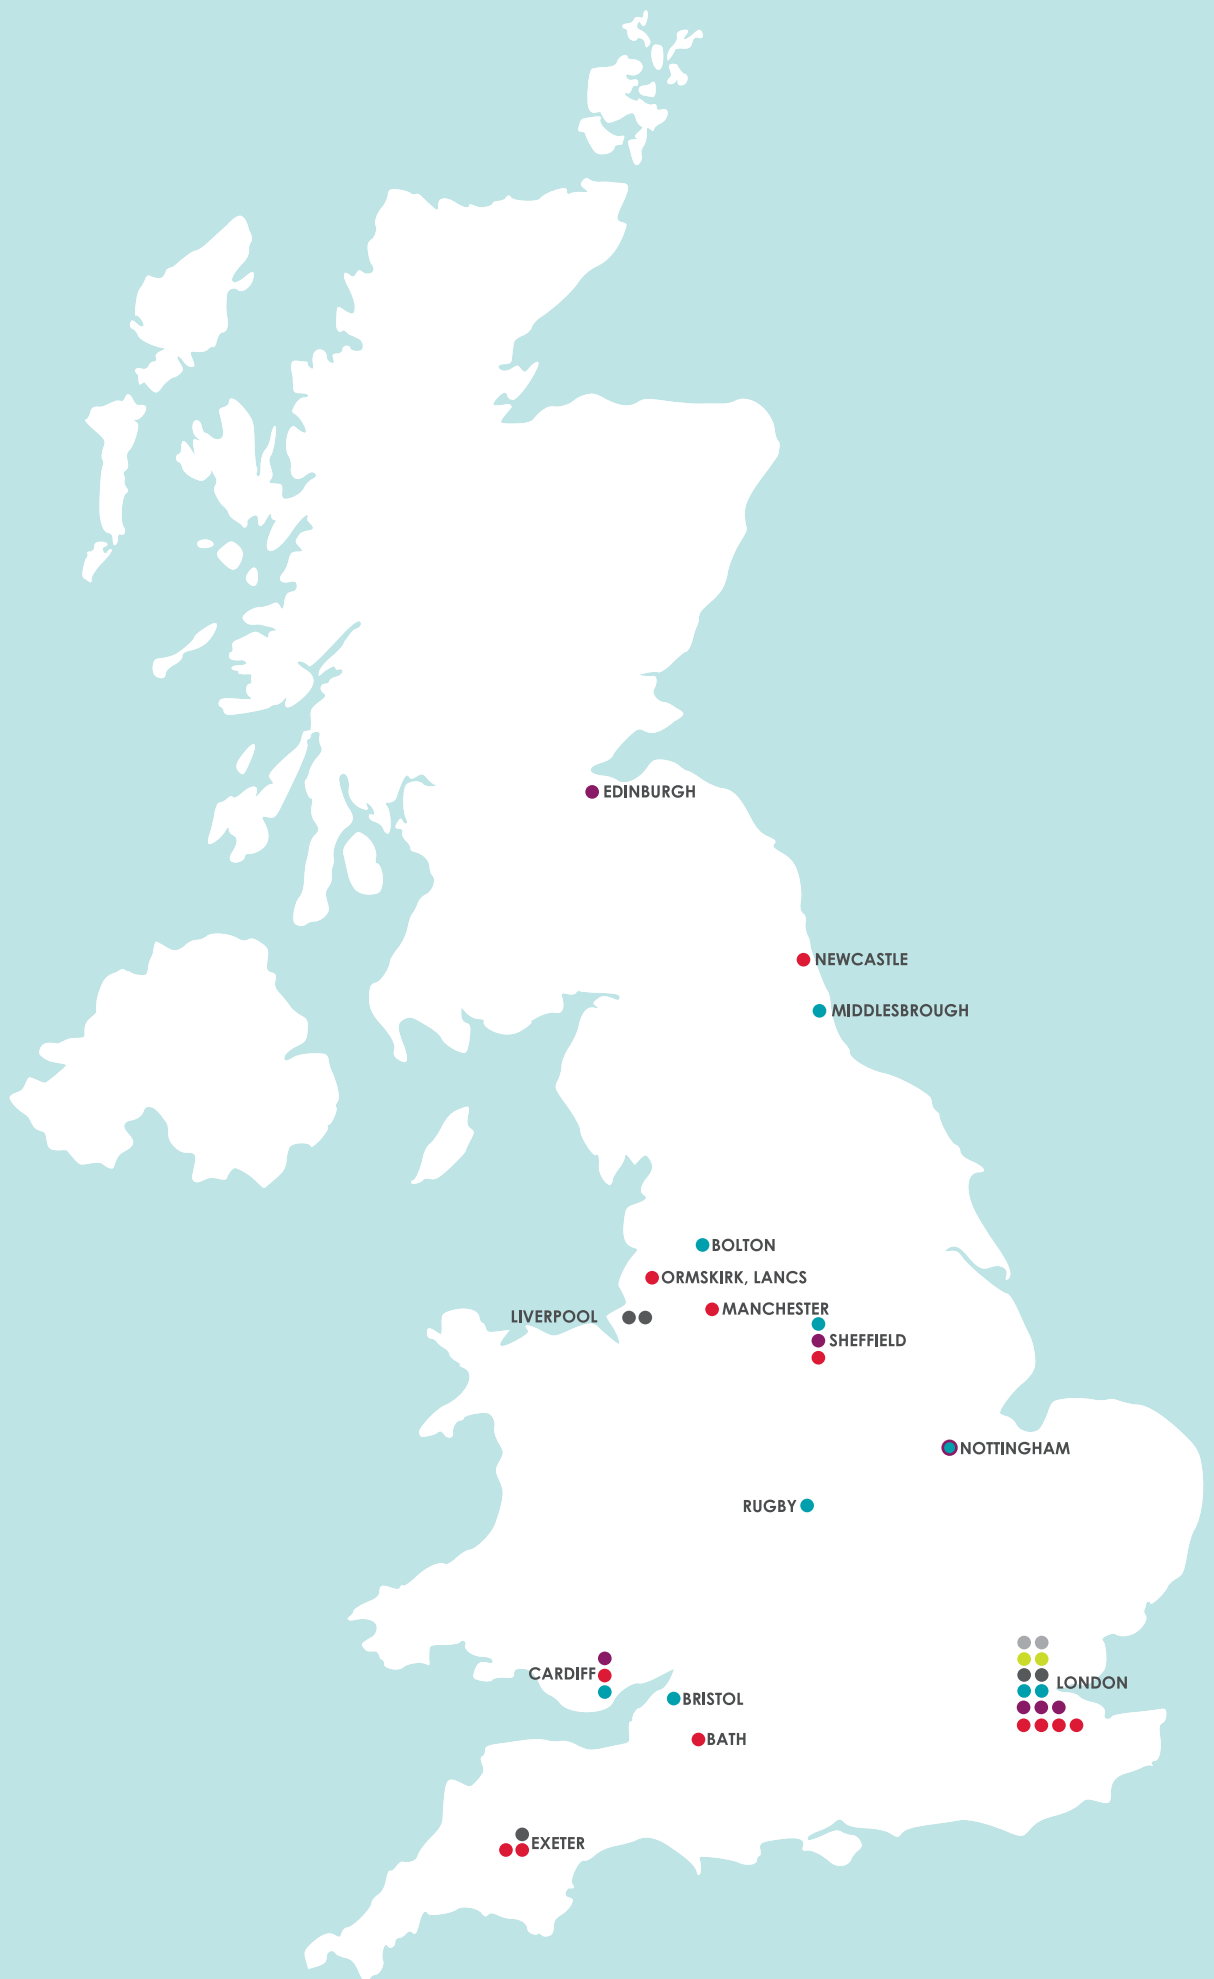 EDINBURGH
NEWCASTLE
MIDDLESBROUGH
BOLTON
ORMSKIRK, LANCS
MANCHESTER
LIVERPOOL
SHEFFIELD
NOTTINGHAM
RUGBY
CARDIFF
LONDON
BRISTOL
BATH
EXETER